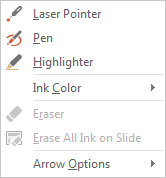 Laser Pointer
Pen
Highlighter
Ink Color
Eraser
Erase All Ink on Slide
Arrow Options